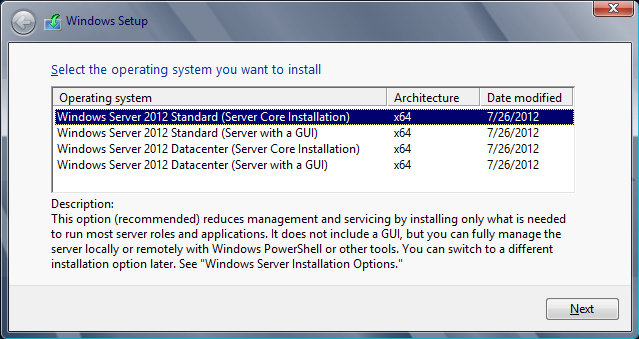 Windows Setup
Select the operating system you want to install
Operating system Architecture Date modified
Windows Server 2012 Standard (Server Core Installation) x64 7/26/2012
Windows Server 2012 Standard (Server with a GUI) x64 7/26/2012
Windows Server 2012 Datacenter (Server Core Installation) x64 7/26/2012
Windows Server 2012 Datacenter (Server with a GUI) x64 7/26/2012
Description:
This option (recommended) reduces management and servicing by installing only what is needed
to run most server roles and applications. It does not include a GUI, but you can fully manage the
server locally or remotely with Windows PowerShell or other tools. You can switch to a different
installation option later. See "Windows Server Installation Options."
Next